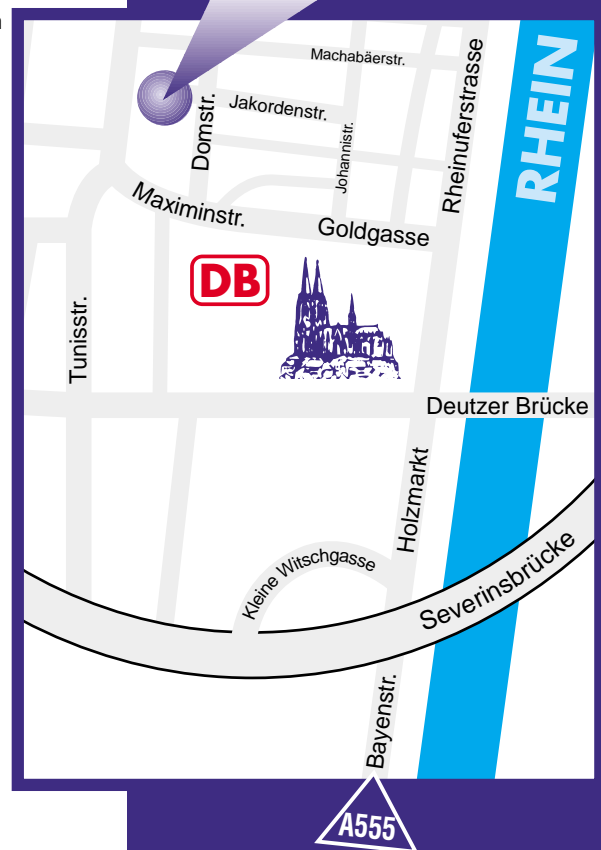 Machabäerstr.
Jakordenstr.
Domstr.
Johannistr.
Rheinuferstrasse
RHEIN
Maximinstr.
Goldgasse
DB
Tunisstr.
Deutzer Brücke
Holzmarkt
Kleine Witschgasse
Severinsbrücke
Bayenstr.
A555